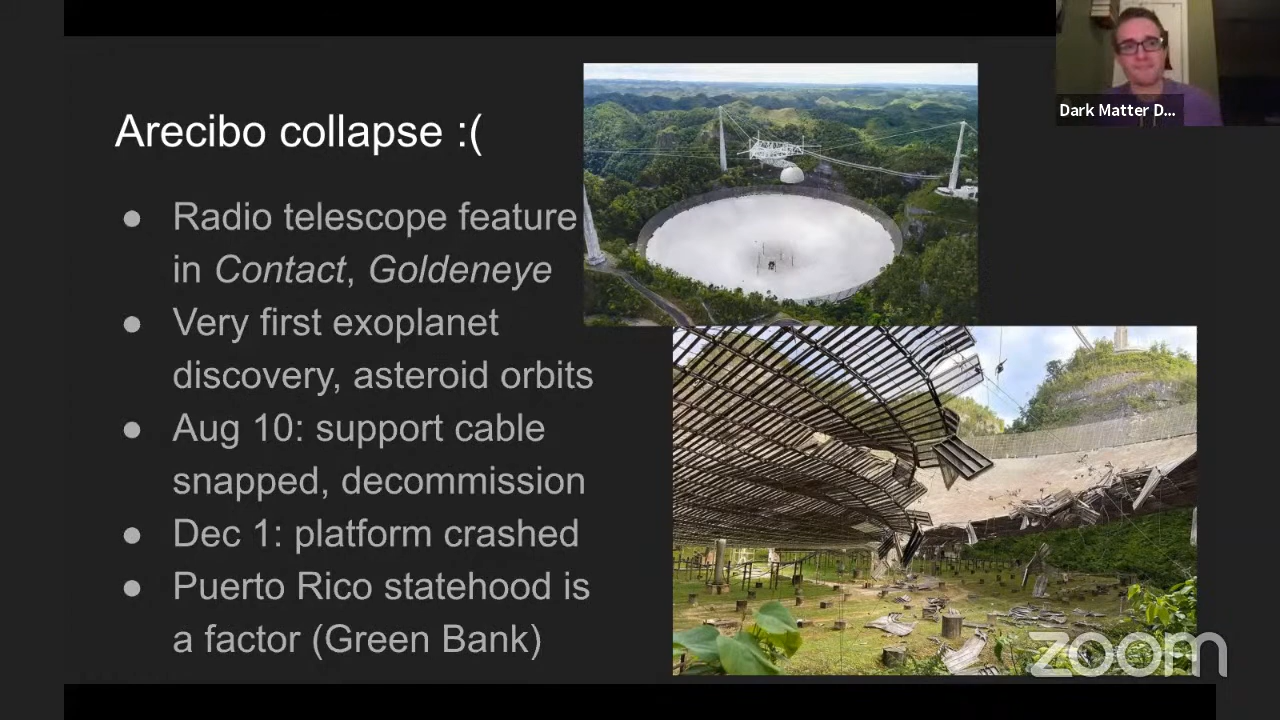 Arecibo collapse :(
● Radio telescope feature
in Contact, Goldeneye
● Very first exoplanet
discovery, asteroid orbits
● Aug 10: support cable
snapped, decommission
● Dec 1: platform crashed
● Puerto Rico statehood is
a factor (Green Bank)
Dark Matter D...
zoom